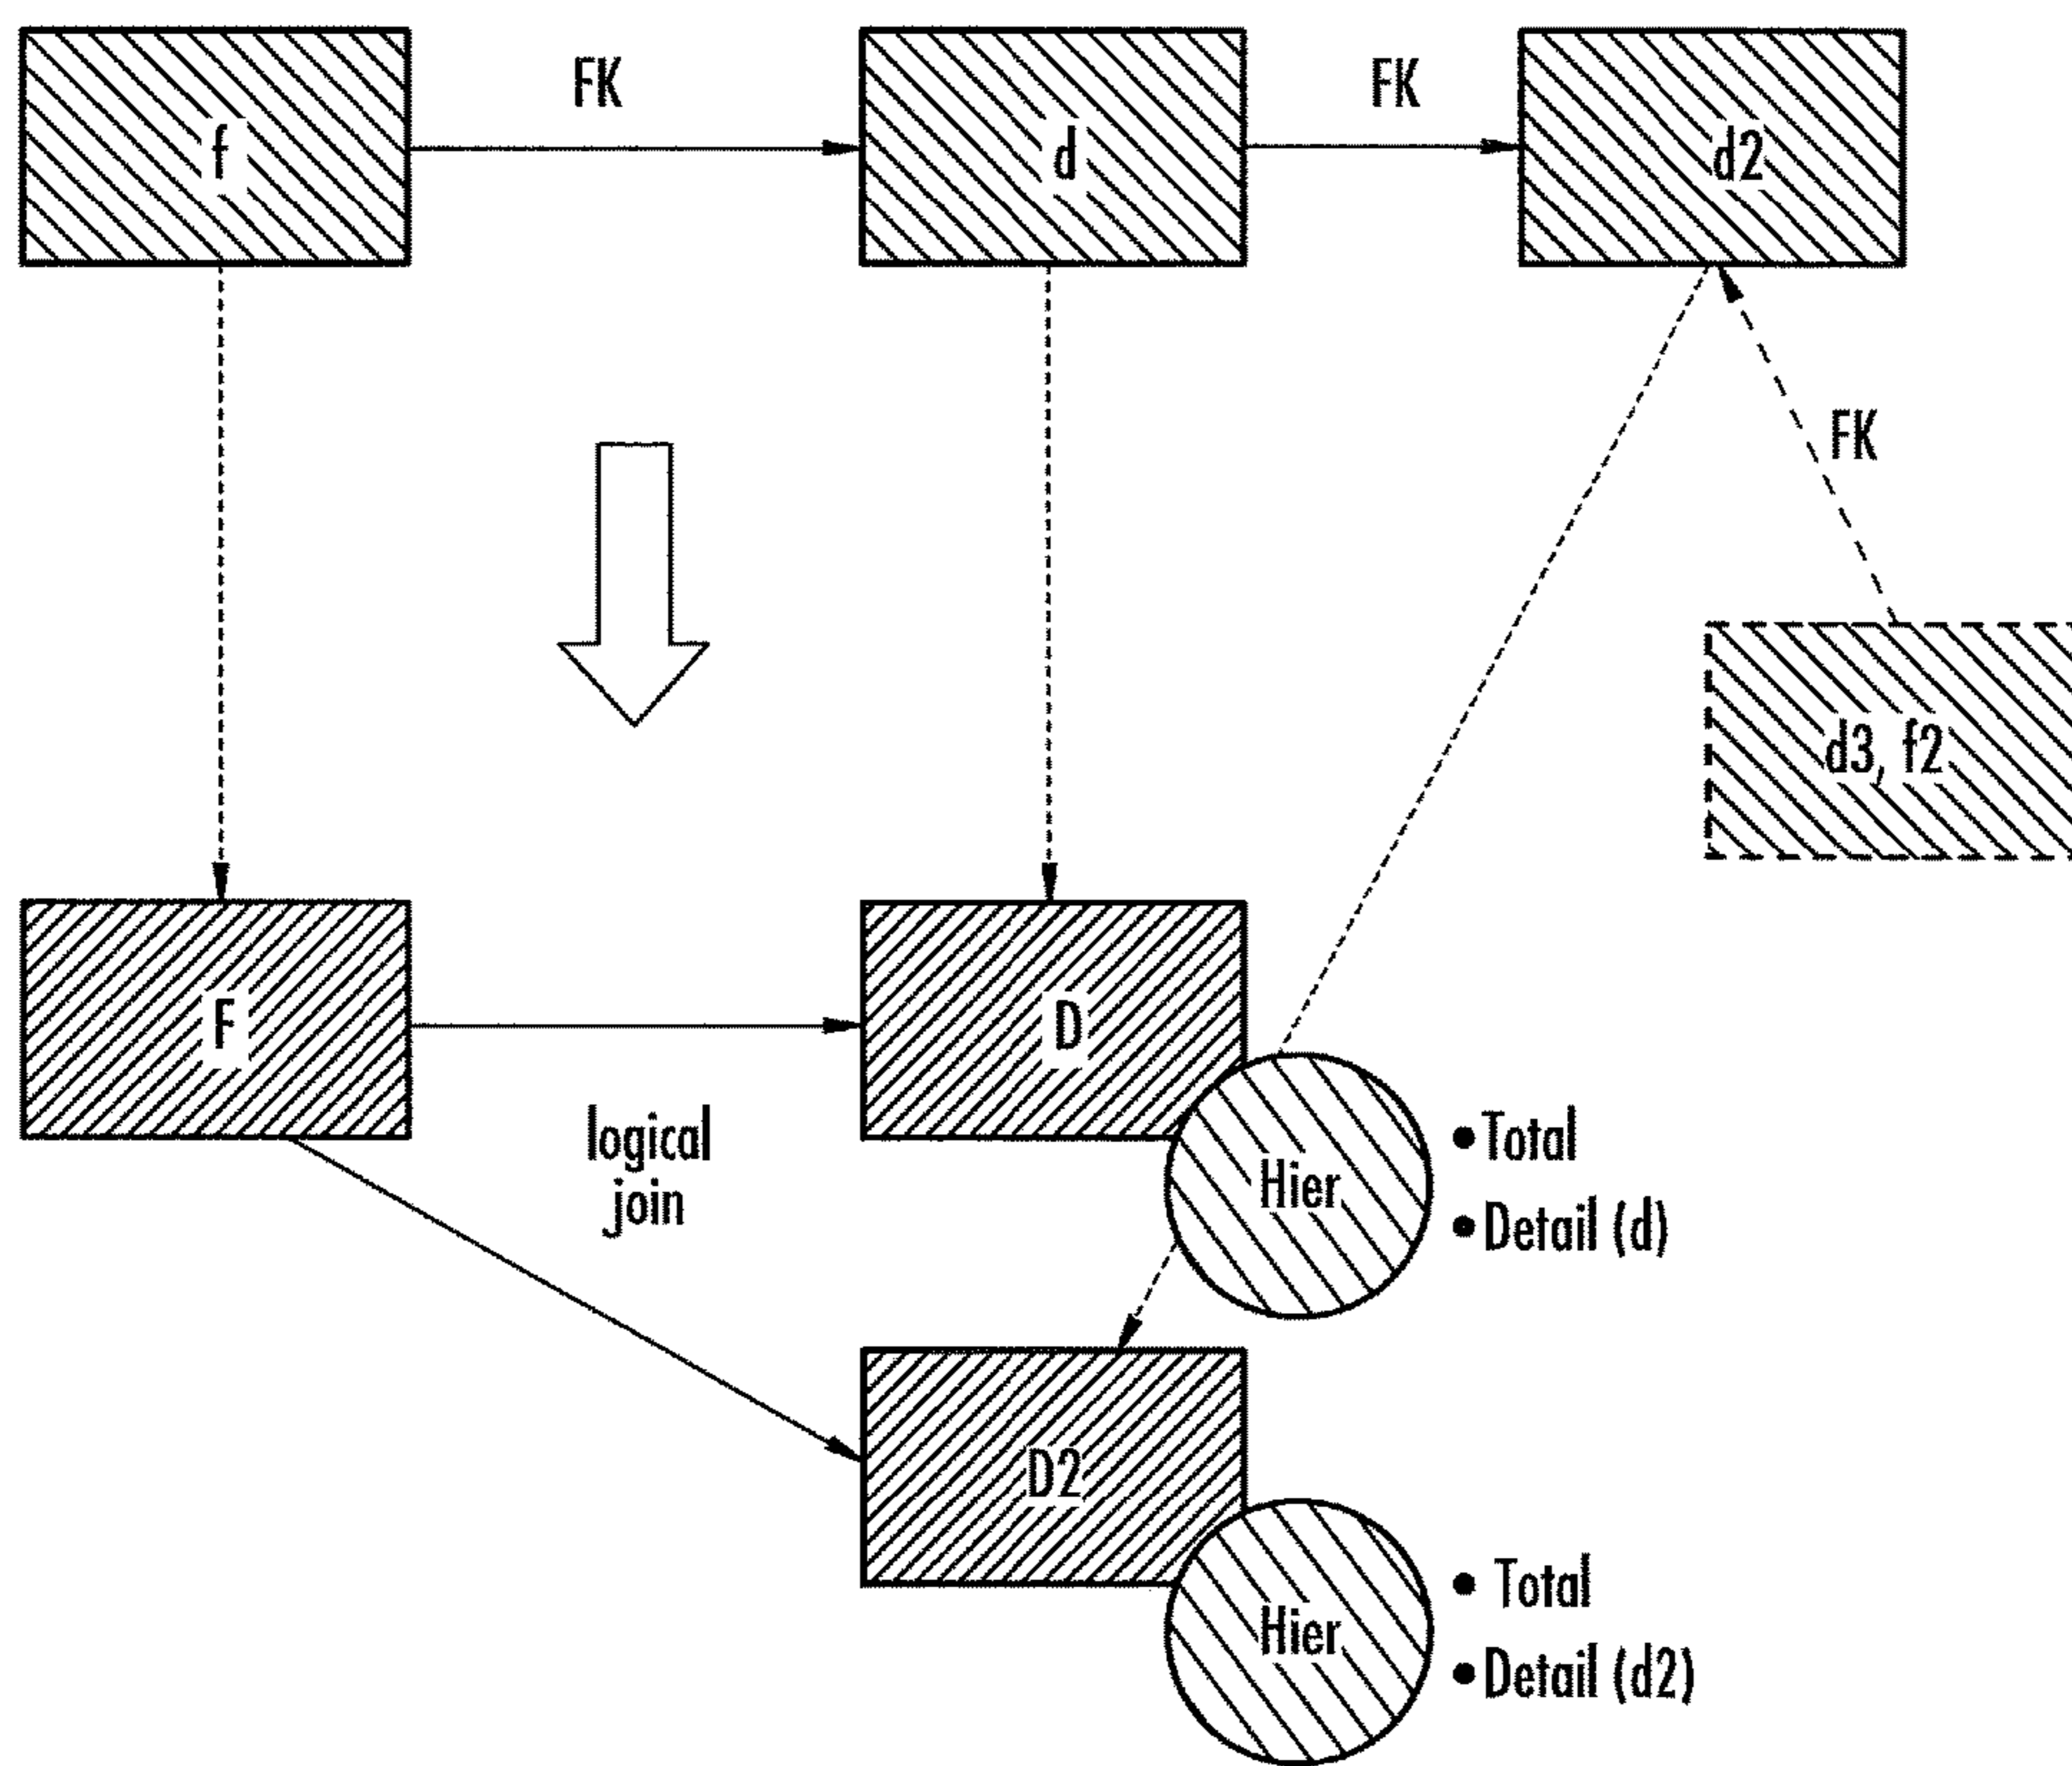 FK
FK
f
d
d2
FK
d3, f2
F
D
logical
join
Hier
• Total
• Detail (d)
D2
Hier
• Total
• Detail (d2)